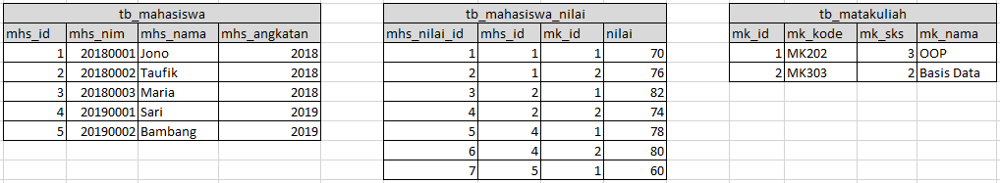 tb_mahasiswa
mhs_id mhs_nim mhs_nama mhs_angkatan
1 20180001 Jono 2018
2 20180002 Taufik 2018
3 20180003 Maria 2018
4 20190001 Sari 2019
5 20190002 Bambang 2019
tb_mahasiswa_nilai
mhs_nilai_id mhs_id mk_id nilai
1 1 1 70
2 1 2 76
3 2 1 82
4 2 2 74
5 4 1 78
6 4 2 80
7 5 1 60
tb_matakuliah
mk_id mk_kode mk_sks mk_nama
1 MK202 3 OOP
2 MK303 2 Basis Data